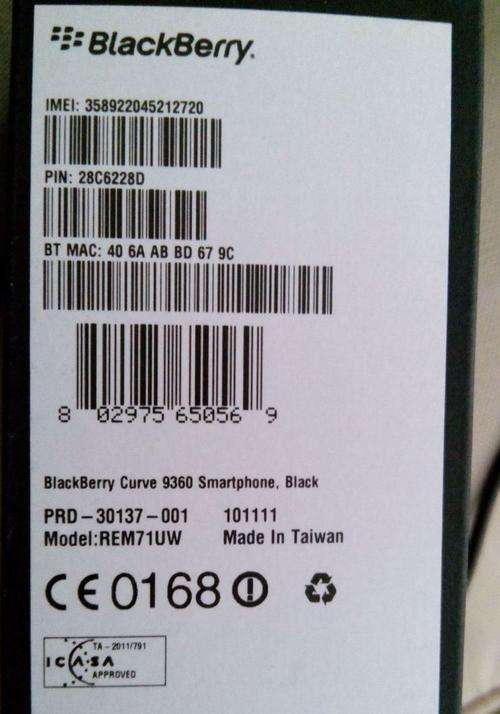 BlackBerry.
IMEI: 358922045212720
PIN: 28C6228D
BT MAC: 40 6A AB BD 67 9C
8 02975 65056 9
BlackBerry Curve 9360 Smartphone, Black
PRD-30137-001 101111
Model:REM71UW Made In Taiwan
CE0168
TA - 2011/791
ICASA
APPROVED